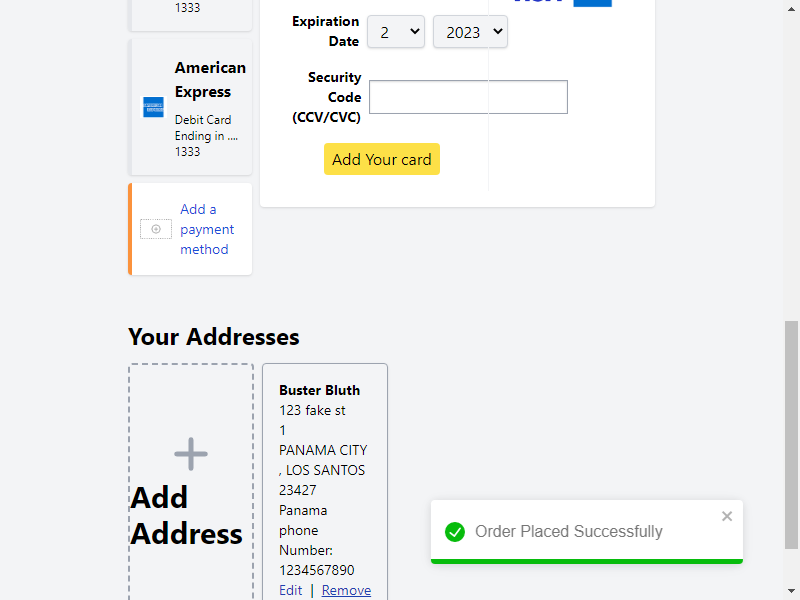 1333
American
Express
Debit Card
Ending in ....
1333
Add a
payment
method
Expiration
Date
2
2023
Security
Code
(CCV/CVC)
Add Your card
Your Addresses
Add
Address
Buster Bluth
123 fake st
1
PANAMA CITY
, LOS SANTOS
23427
Panama
phone
Number:
1234567890
Edit | Remove
Order Placed Successfully